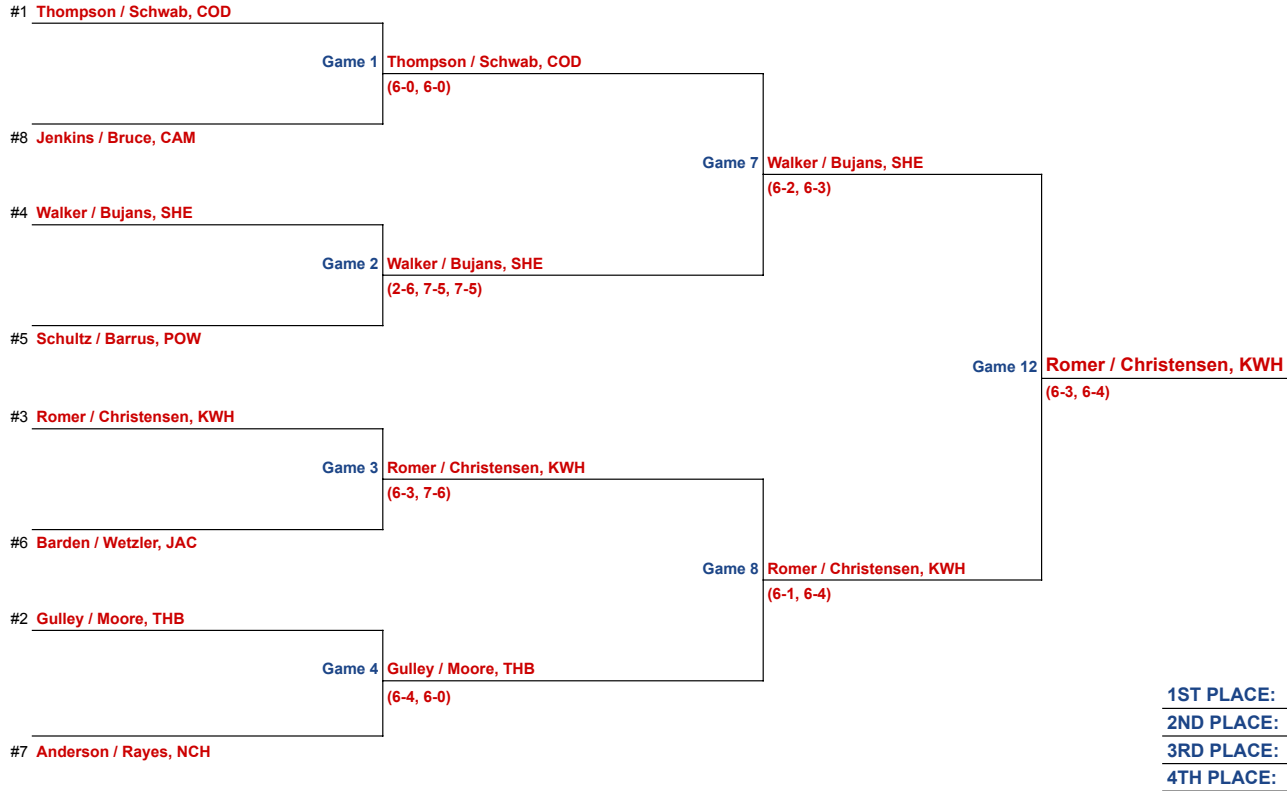 #1 Thompson / Schwab, COD
Game 1 Thompson / Schwab, COD
(6-0, 6-0)
#8 Jenkins / Bruce, CAM
Game 7 Walker / Bujans, SHE
(6-2, 6-3)
#4 Walker / Bujans, SHE
Game 2 Walker / Bujans, SHE
(2-6, 7-5, 7-5)
#5 Schultz / Barrus, POW
Game 12 Romer / Christensen, KWH
(6-3, 6-4)
#3 Romer / Christensen, KWH
Game 3 Romer / Christensen, KWH
(6-3, 7-6)
#6 Barden / Wetzler, JAC
Game 8 Romer / Christensen, KWH
(6-1, 6-4)
#2 Gulley / Moore, THB
Game 4 Gulley / Moore, THB
(6-4, 6-0)
#7 Anderson / Rayes, NCH
1ST PLACE:
2ND PLACE:
3RD PLACE:
4TH PLACE: